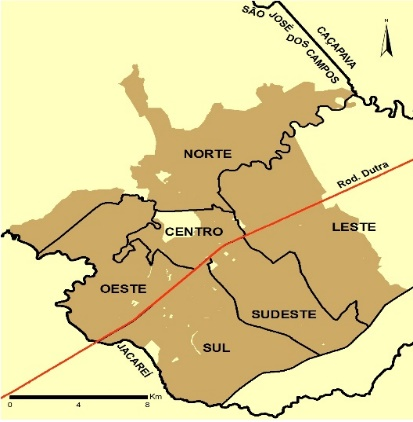 SÃO JOSÉ DOS CAMPOS
CAÇAPAVA
NORTE
Rod. Dutra
LESTE
CENTRO
OESTE
SUDESTE
SUL
JACAREÍ
Km
0 4 8